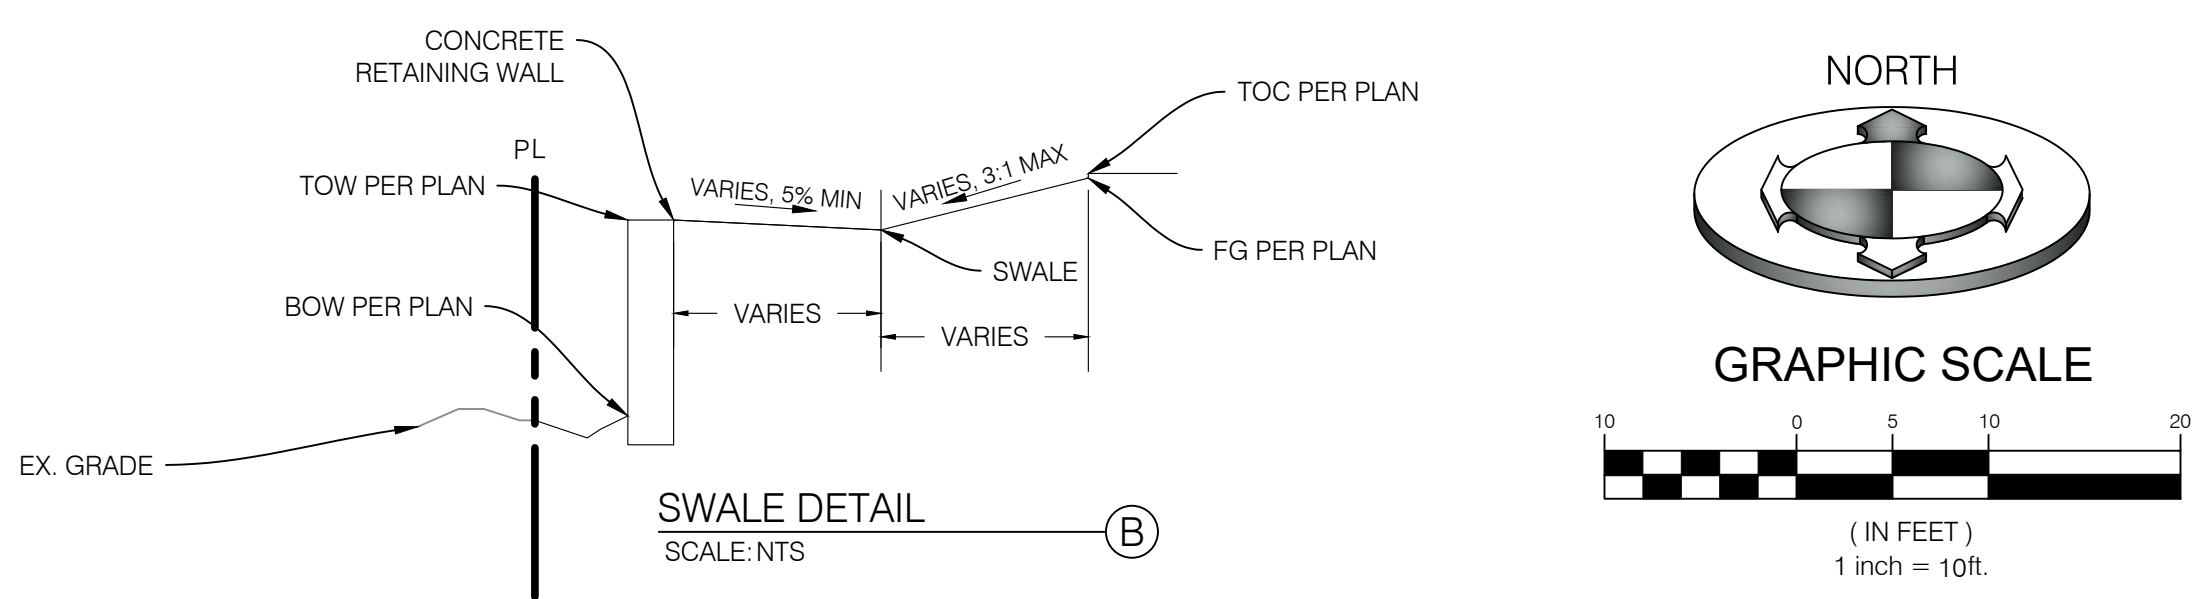 CONCRETE
RETAINING WALL
PL
TOW PER PLAN
BOW PER PLAN
EX. GRADE
VARIES, 5% MIN
VARIES, 3:1 MAX
TOC PER PLAN
FG PER PLAN
SWALE
VARIES
VARIES
SWALE DETAIL
B
SCALE: NTS
NORTH
GRAPHIC SCALE
10 0 5 10 20
( IN FEET )
1 inch = 10ft.